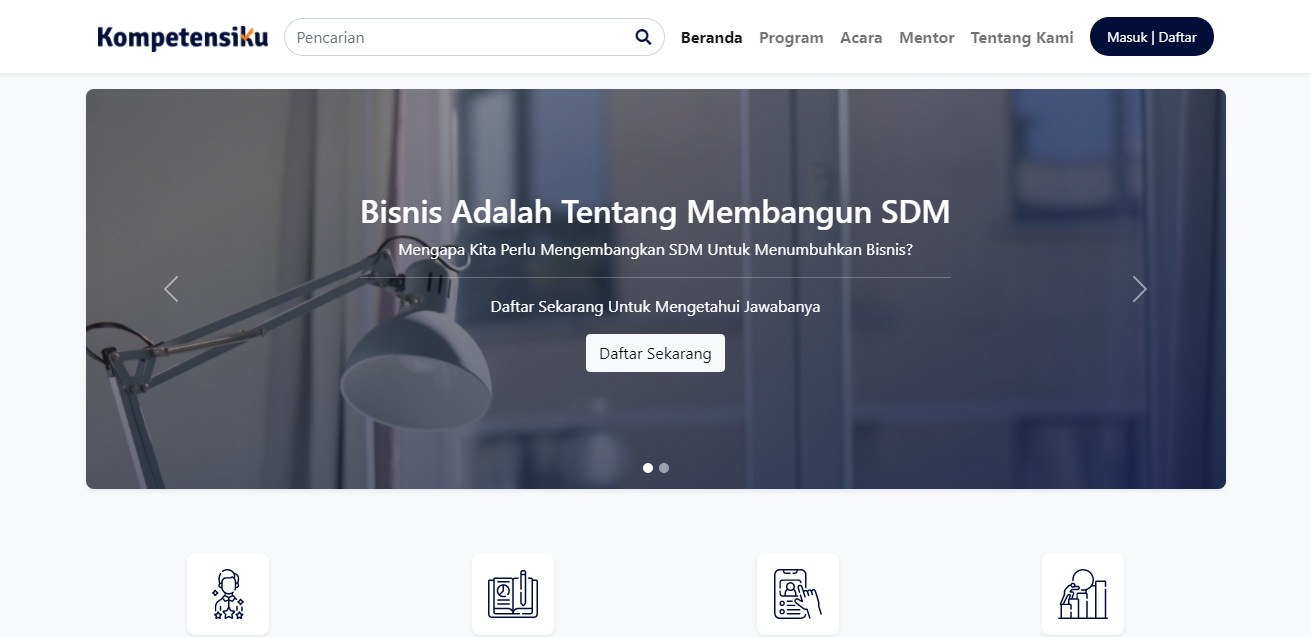 Kompetensiku
Pencarian
Beranda
Program
Acara
Mentor
Tentang Kami
Masuk | Daftar
Bisnis Adalah Tentang Membangun SDM
Mengapa Kita Perlu Mengembangkan SDM Untuk Menumbuhkan Bisnis?
Daftar Sekarang Untuk Mengetahui Jawabanya
Daftar Sekarang